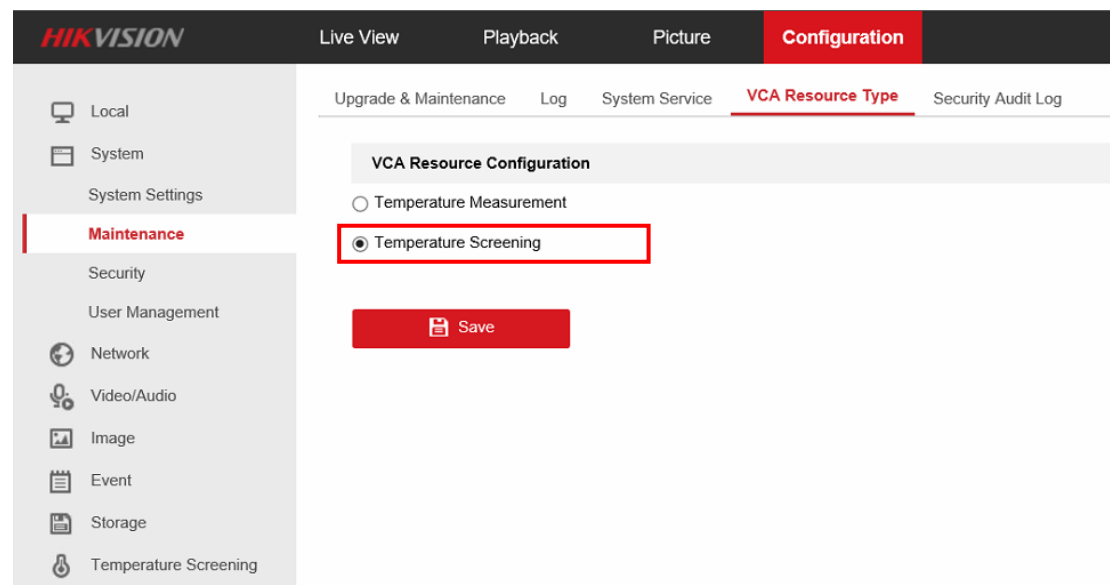 HIKVISION
Live View Playback Picture Configuration
Upgrade & Maintenance Log System Service VCA Resource Type Security Audit Log
Local
System
System Settings
Maintenance
Security
User Management
Network
Video/Audio
Image
Event
Storage
Temperature Screening
VCA Resource Configuration
Temperature Measurement
Temperature Screening
Save